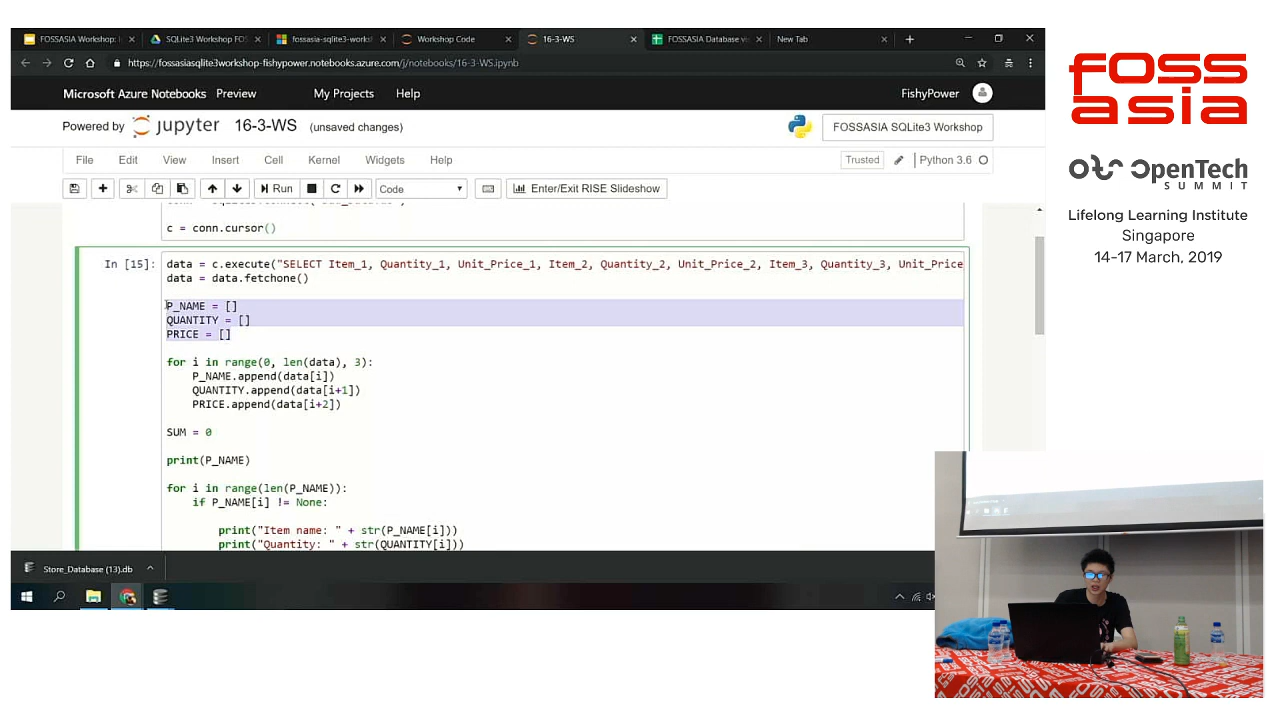 FOSSASIA Workshop: I
SQLite3 Workshop FOS
fossasia-sqlite3-works
Workshop Code
16-3-WS
FOSSASIA Database vi
New Tab
https://fossasiasqlite3workshop-fishypower.notebooks.azure.com/j/notebooks/16-3-WS.ipynb
Microsoft Azure Notebooks Preview My Projects Help FishyPower
Powered by jupyter 16-3-WS (unsaved changes) FOSSASIA SQLite3 Workshop
File Edit View Insert Cell Kernel Widgets Help Trusted Python 3.6
Run Code Enter/Exit RISE Slideshow
c = conn.cursor()
In [15]: data = c.execute("SELECT Item_1, Quantity_1, Unit_Price_1, Item_2, Quantity_2, Unit_Price_2, Item_3, Quantity_3, Unit_Price
data = data.fetchone()
P_NAME = []
QUANTITY = []
PRICE = []
for i in range(0, len(data), 3):
P_NAME.append(data[i])
QUANTITY.append(data[i+1])
PRICE.append(data[i+2])
SUM = 0
print(P_NAME)
for i in range(len(P_NAME)):
if P_NAME[i] != None:
print("Item name: " + str(P_NAME[i]))
print("Quantity: " + str(QUANTITY[i]))
Store_Database (13).db
FOSS
ASIA
OpenTech
SUMMIT
Lifelong Learning Institute
Singapore
14-17 March, 2019